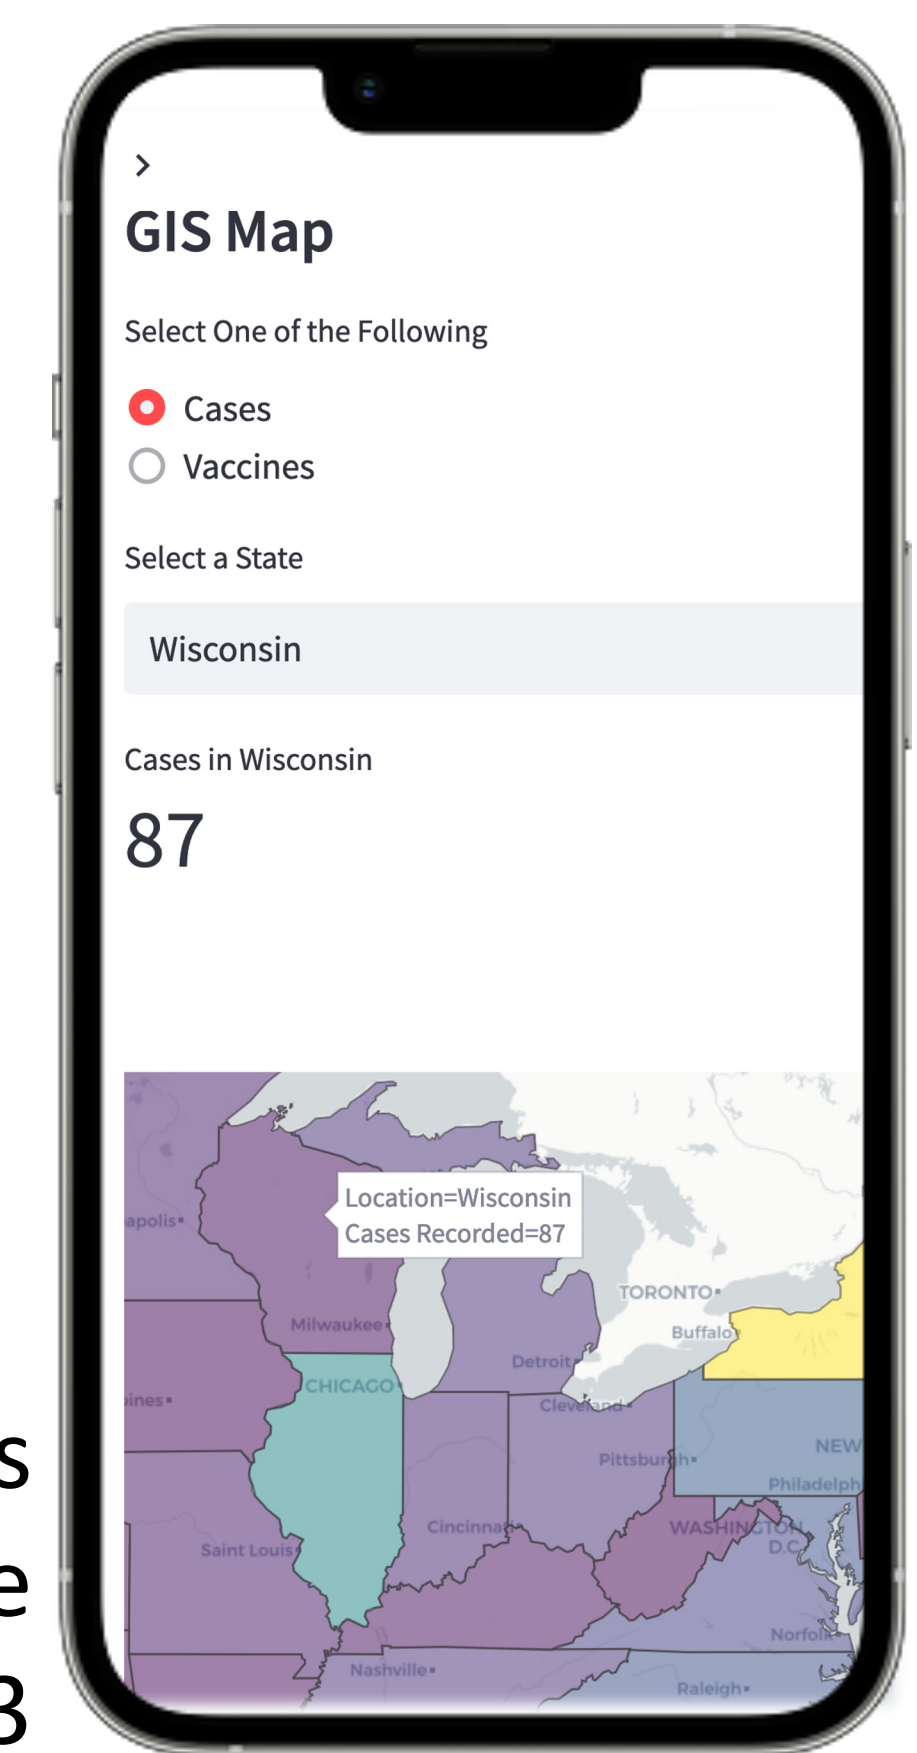 GIS Map
Select One of the Following
Cases
Vaccines
Select a State
Wisconsin
Cases in Wisconsin
87
Location=Wisconsin
Cases Recorded=87
apolis
TORONTO
Milwaukee
Buffalo
Detroit
CHICAGO
ines
Cleveland
NEW
Pittsburgh
Philadelph
Cincinnati
WASHINGTON
D.C.
Saint Louis
Norfolk
Nashville
Raleigh
s
e
3